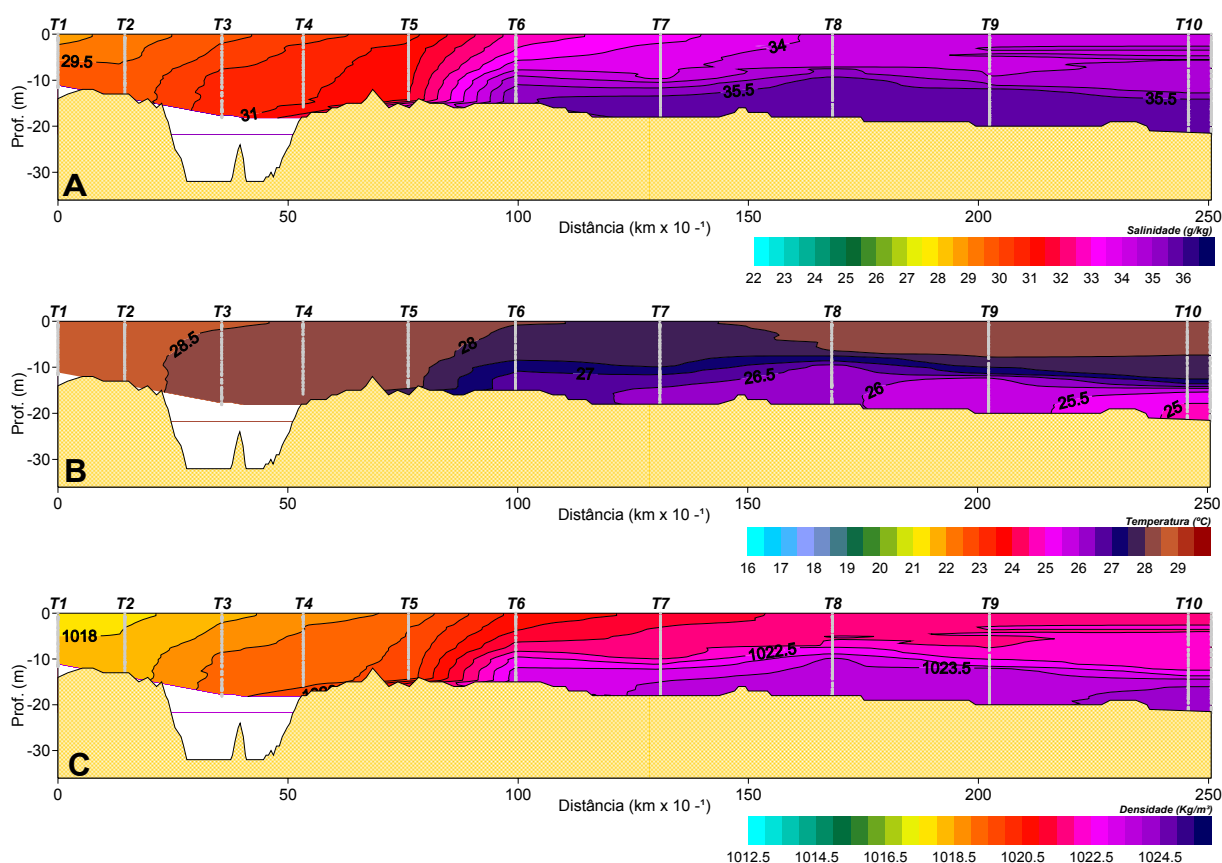 T1 T2 T3 T4 T5 T6 T7 T8 T9 T10
0
-10
-20
-30
Prof. (m)
29.5
31
34
35.5
35.5
A
0 50 100 150 200 250
Distância (km x 10 -¹)
Salinidade (g/kg)
22 23 24 25 26 27 28 29 30 31 32 33 34 35 36
T1 T2 T3 T4 T5 T6 T7 T8 T9 T10
0
-10
-20
-30
Prof. (m)
28.5
28
27
26.5
26
25.5
25
B
0 50 100 150 200 250
Distância (km x 10 -¹)
Temperatura (ºC)
16 17 18 19 20 21 22 23 24 25 26 27 28 29
T1 T2 T3 T4 T5 T6 T7 T8 T9 T10
0
-10
-20
-30
Prof. (m)
1018
1022.5
1023.5
C
0 50 100 150 200 250
Distância (km x 10 -¹)
Densidade (Kg/m³)
1012.5 1014.5 1016.5 1018.5 1020.5 1022.5 1024.5